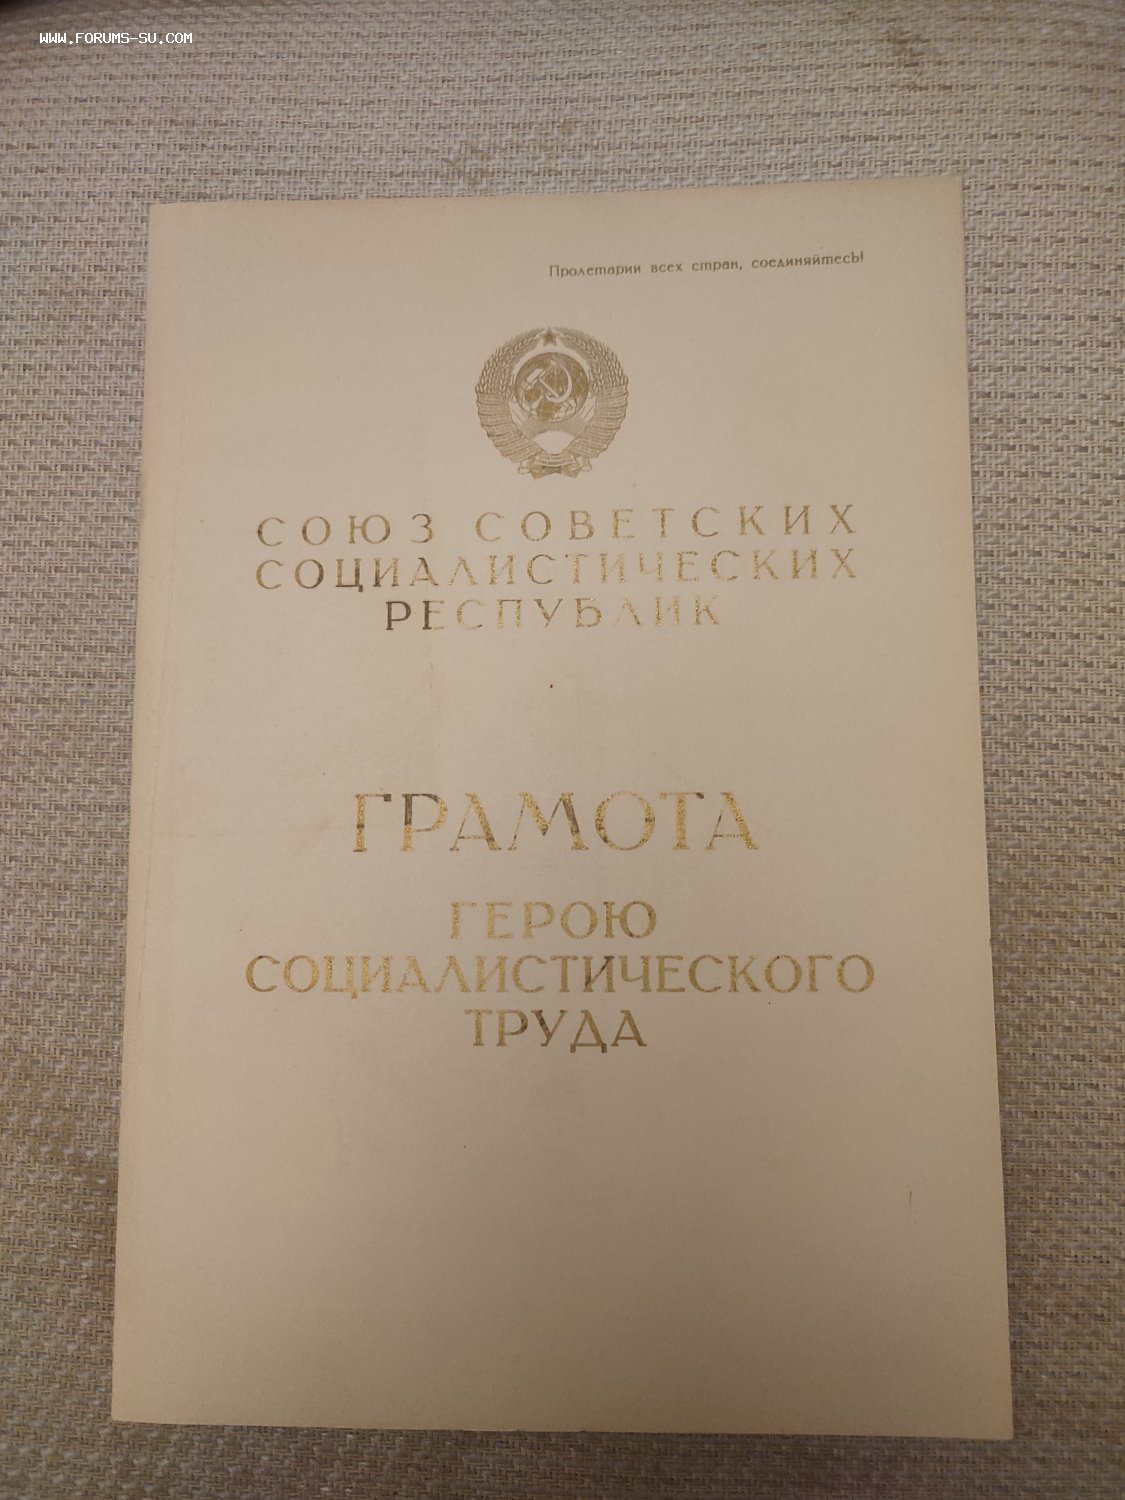 WWW.FORUMS-SU.COM
Пролетарии всех стран, соединяйтесь!
СОЮЗ СОВЕТСКИХ
СОЦИАЛИСТИЧЕСКИХ
РЕСПУБЛИК
ГРАМОТА
ГЕРОЮ
СОЦИАЛИСТИЧЕСКОГО
ТРУДА